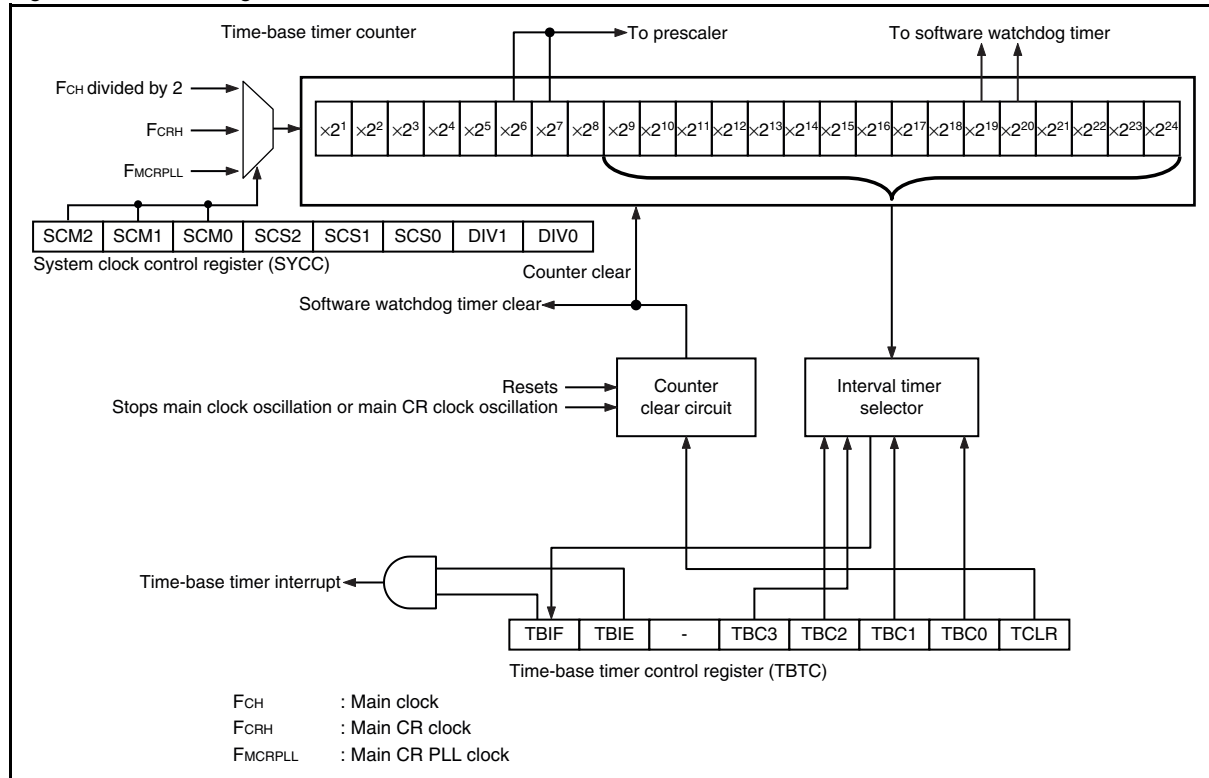 Time-base timer counter
To prescaler
To software watchdog timer
FCH divided by 2
FCRH
FMCRPLL
×2¹ ×2² ×2³ ×2⁴ ×2⁵ ×2⁶ ×2⁷ ×2⁸ ×2⁹ ×2¹⁰ ×2¹¹ ×2¹² ×2¹³ ×2¹⁴ ×2¹⁵ ×2¹⁶ ×2¹⁷ ×2¹⁸ ×2¹⁹ ×2²⁰ ×2²¹ ×2²² ×2²³ ×2²⁴
SCM2 SCM1 SCM0 SCS2 SCS1 SCS0 DIV1 DIV0
System clock control register (SYCC)
Counter clear
Software watchdog timer clear
Resets
Stops main clock oscillation or main CR clock oscillation
Counter
clear circuit
Interval timer
selector
Time-base timer interrupt
TBIF TBIE - TBC3 TBC2 TBC1 TBC0 TCLR
Time-base timer control register (TBTC)
FCH : Main clock
FCRH : Main CR clock
FMCRPLL : Main CR PLL clock